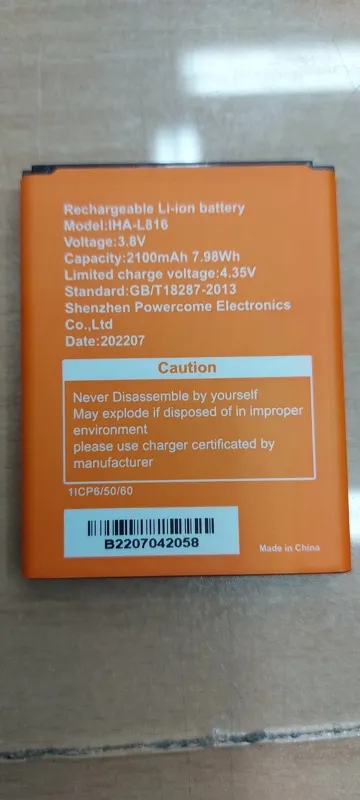 Rechargeable Li-ion battery
Model:IHA-L816
Voltage:3.8V
Capacity:2100mAh 7.98Wh
Limited charge voltage:4.35V
Standard:GB/T18287-2013
Shenzhen Powercome Electronics
Co.,Ltd
Date:202207
Caution
Never Disassemble by yourself
May explode if disposed of in improper
environment
please use charger certificated by
manufacturer
1ICP6/50/60
B2207042058
Made in China